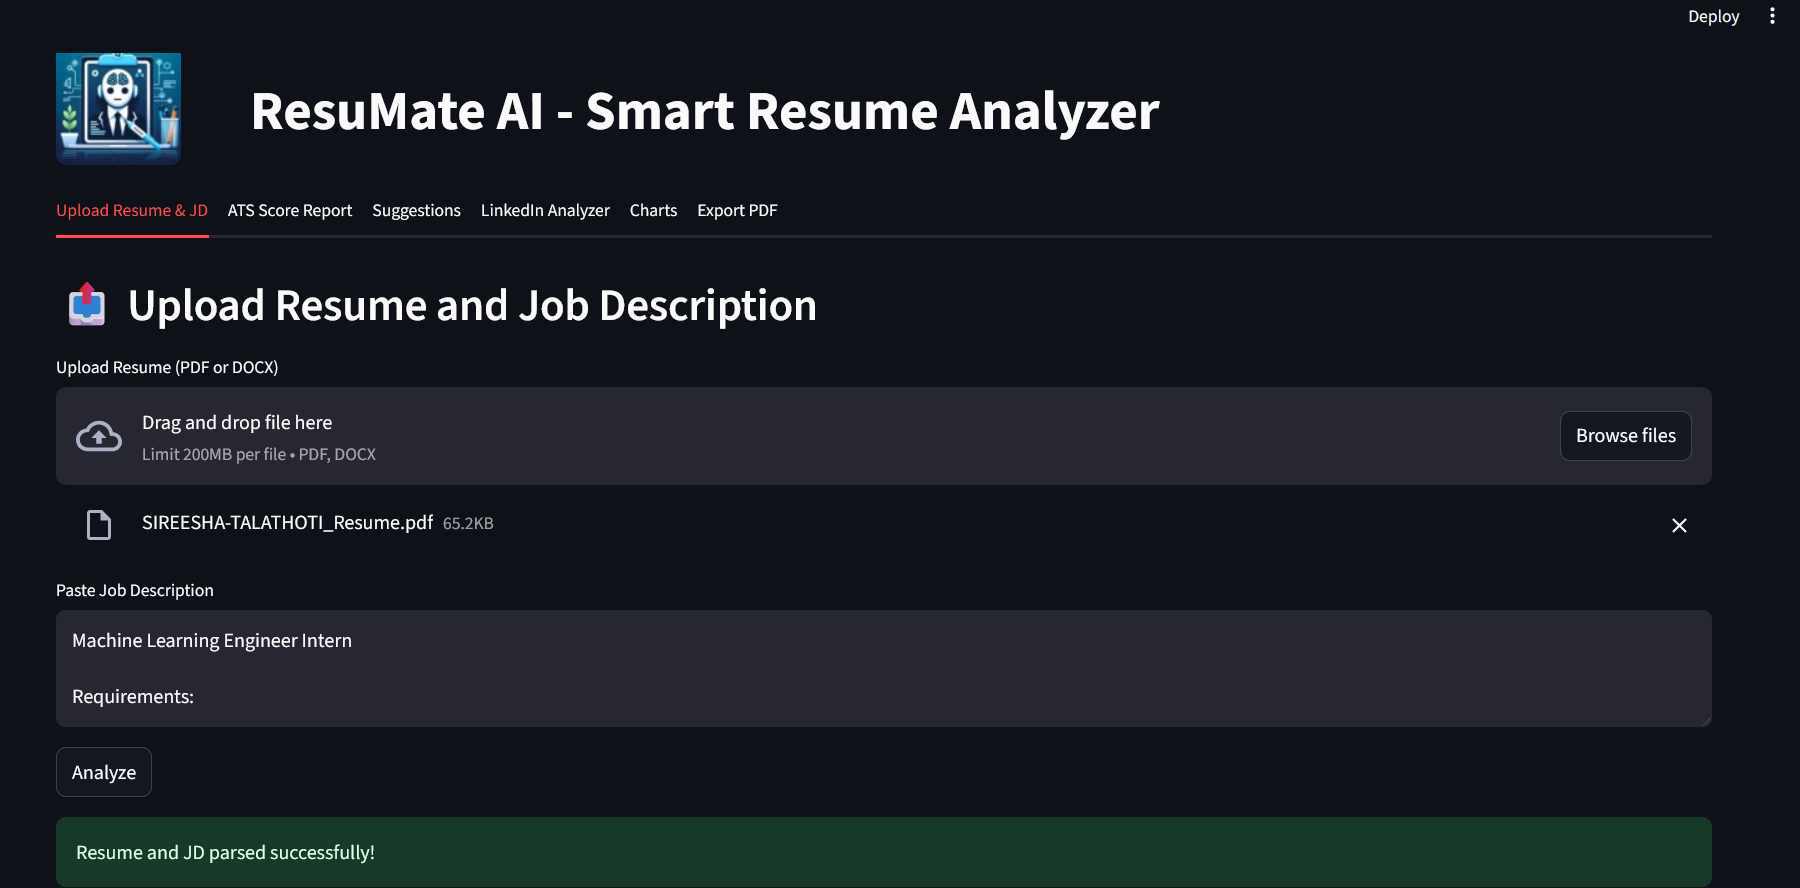 Deploy
ResuMate AI - Smart Resume Analyzer
Upload Resume & JD ATS Score Report Suggestions LinkedIn Analyzer Charts Export PDF
Upload Resume and Job Description
Upload Resume (PDF or DOCX)
Drag and drop file here
Limit 200MB per file • PDF, DOCX
Browse files
SIREESHA-TALATHOTI_Resume.pdf 65.2KB
Paste Job Description
Machine Learning Engineer Intern
Requirements:
Analyze
Resume and JD parsed successfully!